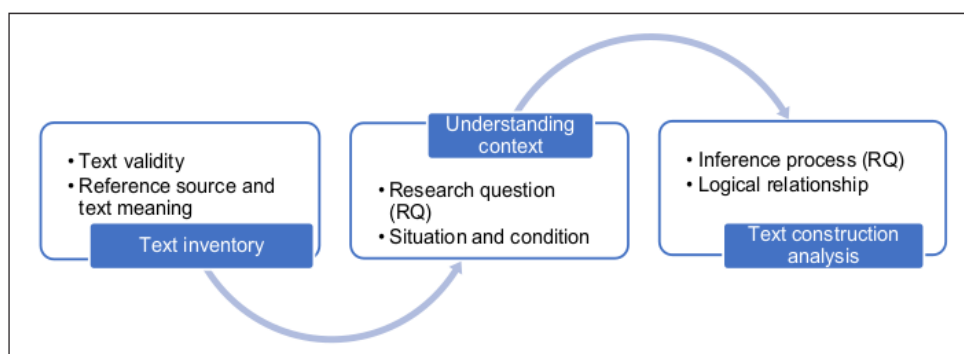 • Text validity
• Reference source and
text meaning
Text inventory
Understanding
context
• Research question
(RQ)
• Situation and condition
• Inference process (RQ)
• Logical relationship
Text construction
analysis